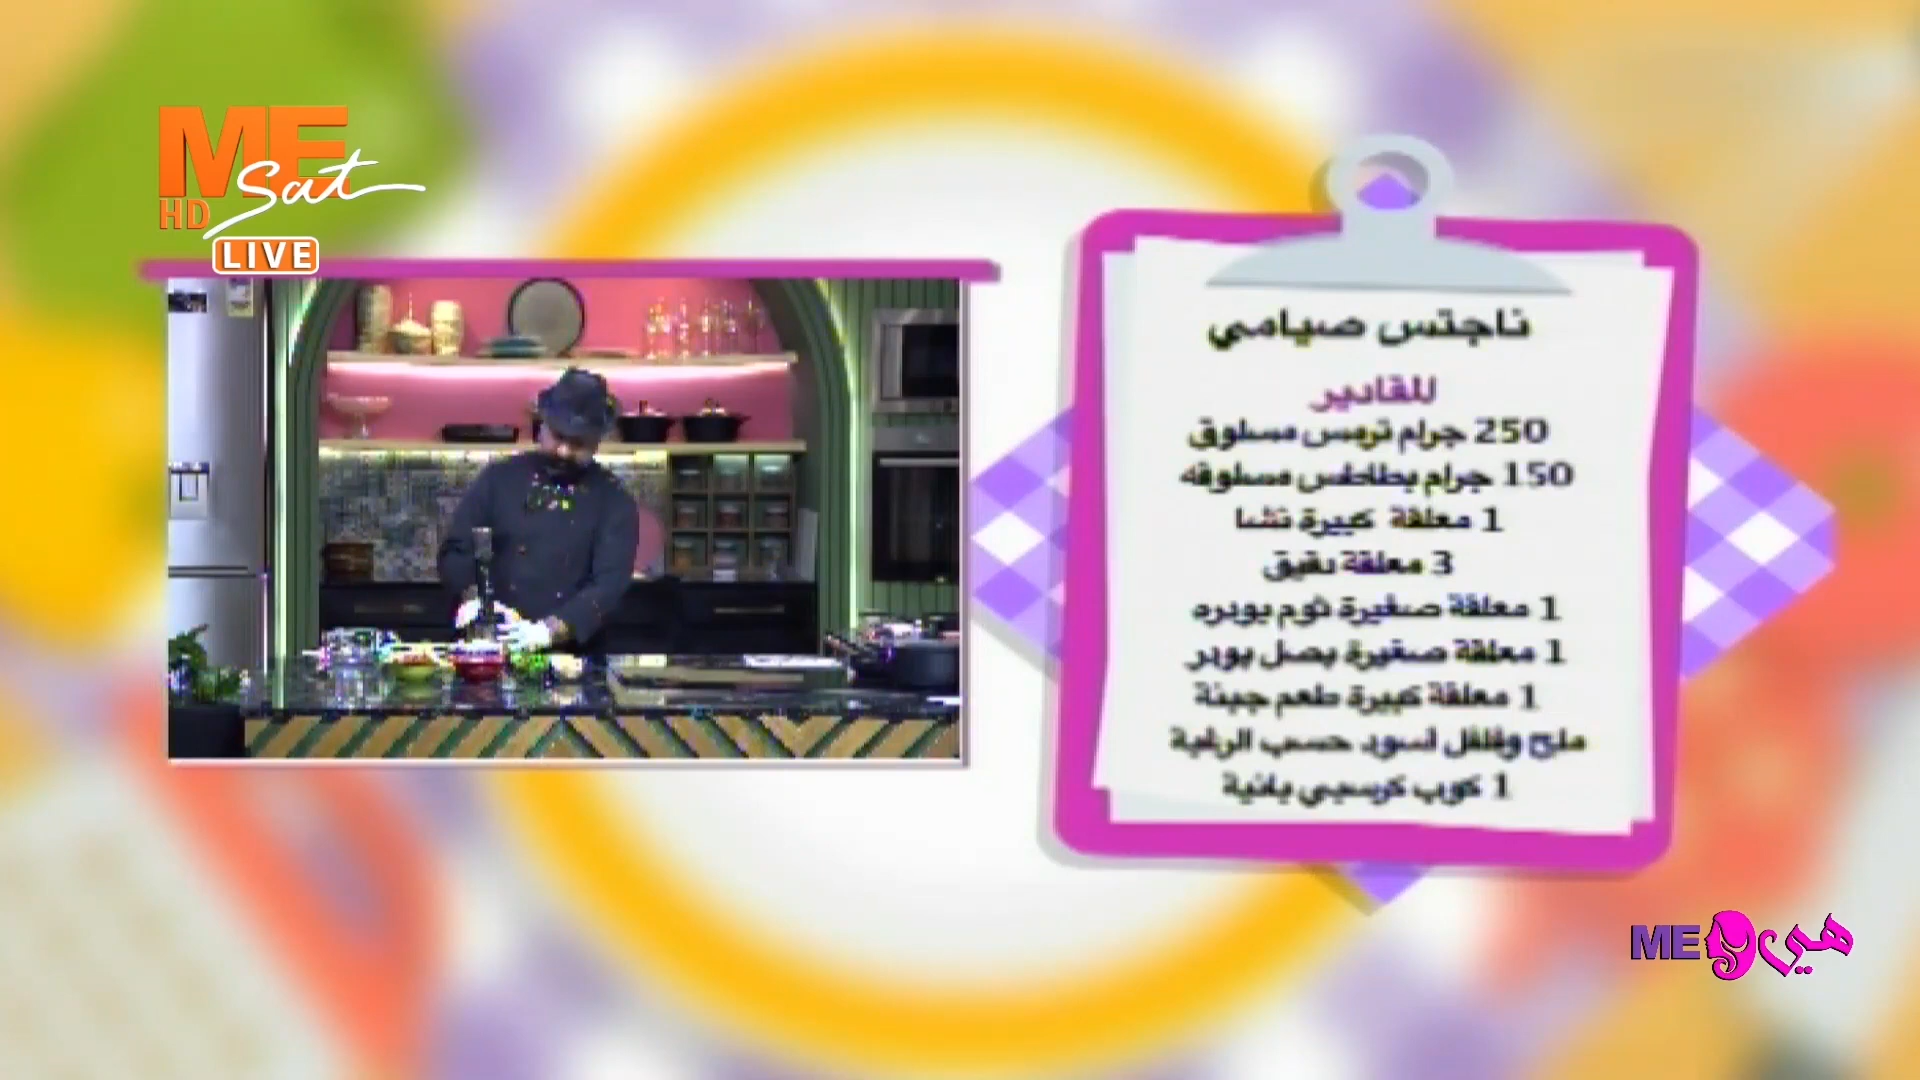 ME Sat
HD
LIVE
ناجتس صيامي
للقادير
250 جرام ترمس مسلوق
150 جرام بطاطس مسلوقه
1 معلقة كبيرة نشا
3 معلقة دقيق
1 معلقة صغيرة ثوم بودره
1 معلقة صغيرة بصل بودر
1 معلقة كبيرة طعم جبنة
ملح وفلفل اسود حسب الرغبة
1 كوب كرسبي بانية
ME هي